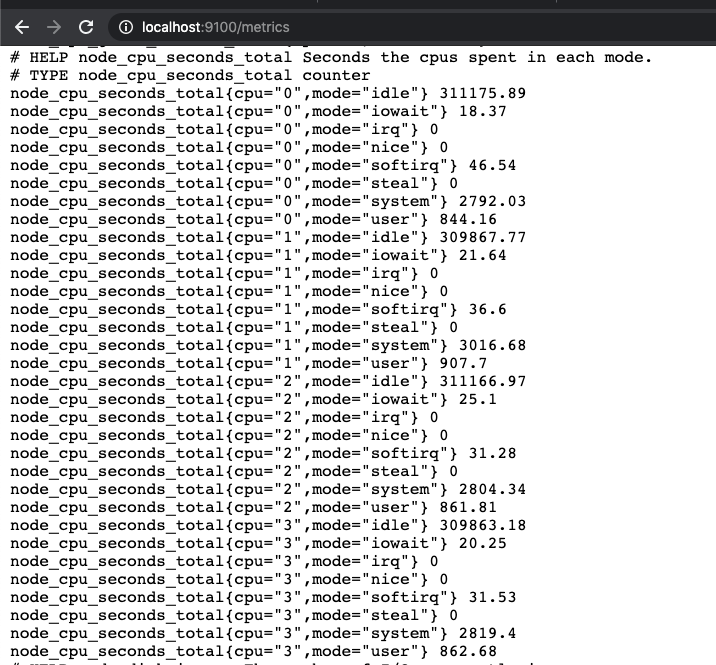 localhost:9100/metrics
# HELP node_cpu_seconds_total Seconds the cpus spent in each mode.
# TYPE node_cpu_seconds_total counter
node_cpu_seconds_total{cpu="0",mode="idle"} 311175.89
node_cpu_seconds_total{cpu="0",mode="iowait"} 18.37
node_cpu_seconds_total{cpu="0",mode="irq"} 0
node_cpu_seconds_total{cpu="0",mode="nice"} 0
node_cpu_seconds_total{cpu="0",mode="softirq"} 46.54
node_cpu_seconds_total{cpu="0",mode="steal"} 0
node_cpu_seconds_total{cpu="0",mode="system"} 2792.03
node_cpu_seconds_total{cpu="0",mode="user"} 844.16
node_cpu_seconds_total{cpu="1",mode="idle"} 309867.77
node_cpu_seconds_total{cpu="1",mode="iowait"} 21.64
node_cpu_seconds_total{cpu="1",mode="irq"} 0
node_cpu_seconds_total{cpu="1",mode="nice"} 0
node_cpu_seconds_total{cpu="1",mode="softirq"} 36.6
node_cpu_seconds_total{cpu="1",mode="steal"} 0
node_cpu_seconds_total{cpu="1",mode="system"} 3016.68
node_cpu_seconds_total{cpu="1",mode="user"} 907.7
node_cpu_seconds_total{cpu="2",mode="idle"} 311166.97
node_cpu_seconds_total{cpu="2",mode="iowait"} 25.1
node_cpu_seconds_total{cpu="2",mode="irq"} 0
node_cpu_seconds_total{cpu="2",mode="nice"} 0
node_cpu_seconds_total{cpu="2",mode="softirq"} 31.28
node_cpu_seconds_total{cpu="2",mode="steal"} 0
node_cpu_seconds_total{cpu="2",mode="system"} 2804.34
node_cpu_seconds_total{cpu="2",mode="user"} 861.81
node_cpu_seconds_total{cpu="3",mode="idle"} 309863.18
node_cpu_seconds_total{cpu="3",mode="iowait"} 20.25
node_cpu_seconds_total{cpu="3",mode="irq"} 0
node_cpu_seconds_total{cpu="3",mode="nice"} 0
node_cpu_seconds_total{cpu="3",mode="softirq"} 31.53
node_cpu_seconds_total{cpu="3",mode="steal"} 0
node_cpu_seconds_total{cpu="3",mode="system"} 2819.4
node_cpu_seconds_total{cpu="3",mode="user"} 862.68